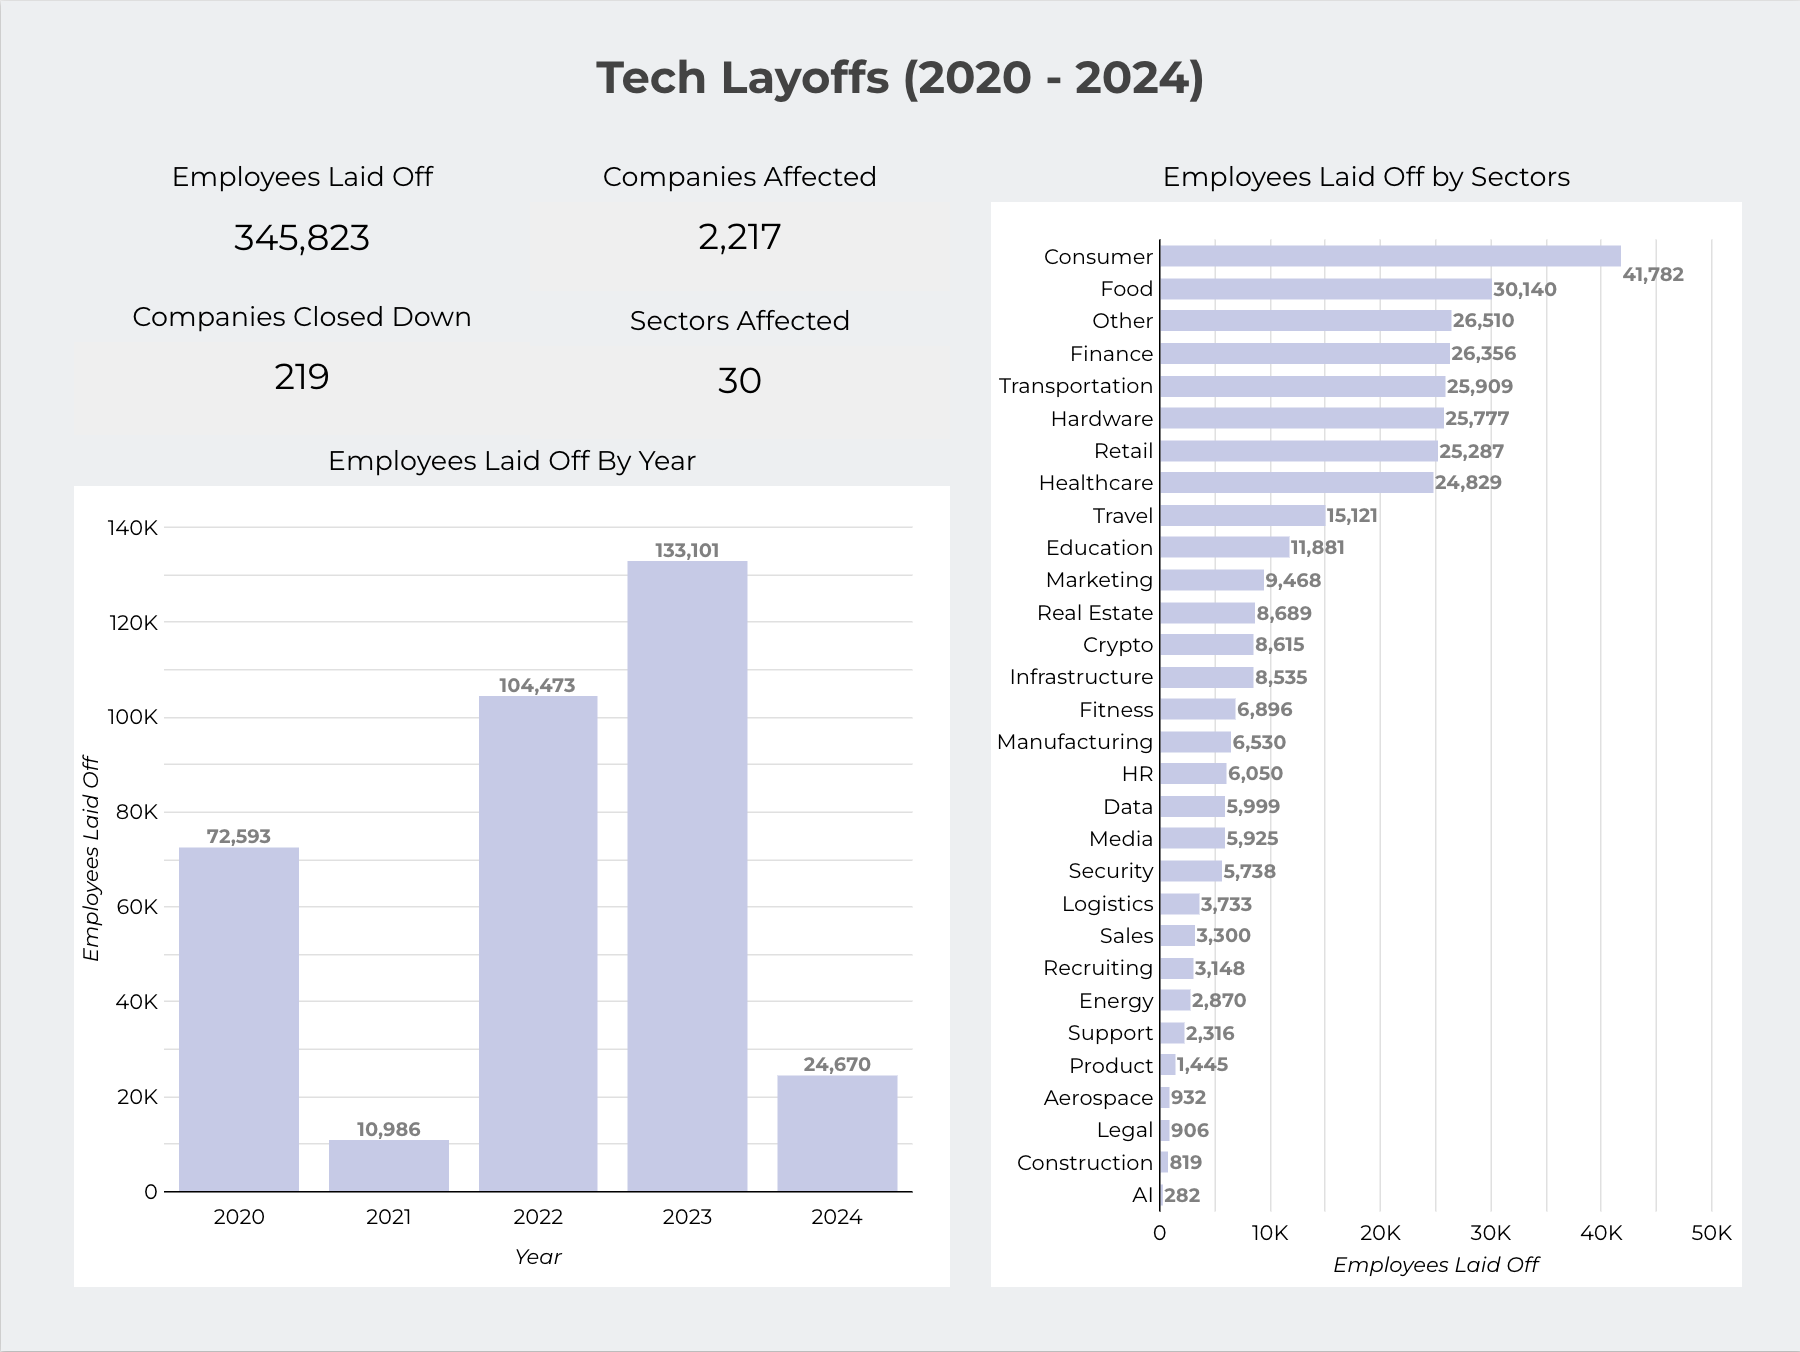 Tech Layoffs (2020 - 2024)
Employees Laid Off
345,823
Companies Affected
2,217
Companies Closed Down
219
Sectors Affected
30
Employees Laid Off By Year
140K
120K
100K
80K
60K
40K
20K
0
Employees Laid Off
72,593
10,986
104,473
133,101
24,670
2020 2021 2022 2023 2024
Year
Employees Laid Off by Sectors
Consumer 41,782
Food 30,140
Other 26,510
Finance 26,356
Transportation 25,909
Hardware 25,777
Retail 25,287
Healthcare 24,829
Travel 15,121
Education 11,881
Marketing 9,468
Real Estate 8,689
Crypto 8,615
Infrastructure 8,535
Fitness 6,896
Manufacturing 6,530
HR 6,050
Data 5,999
Media 5,925
Security 5,738
Logistics 3,733
Sales 3,300
Recruiting 3,148
Energy 2,870
Support 2,316
Product 1,445
Aerospace 932
Legal 906
Construction 819
AI 282
0 10K 20K 30K 40K 50K
Employees Laid Off